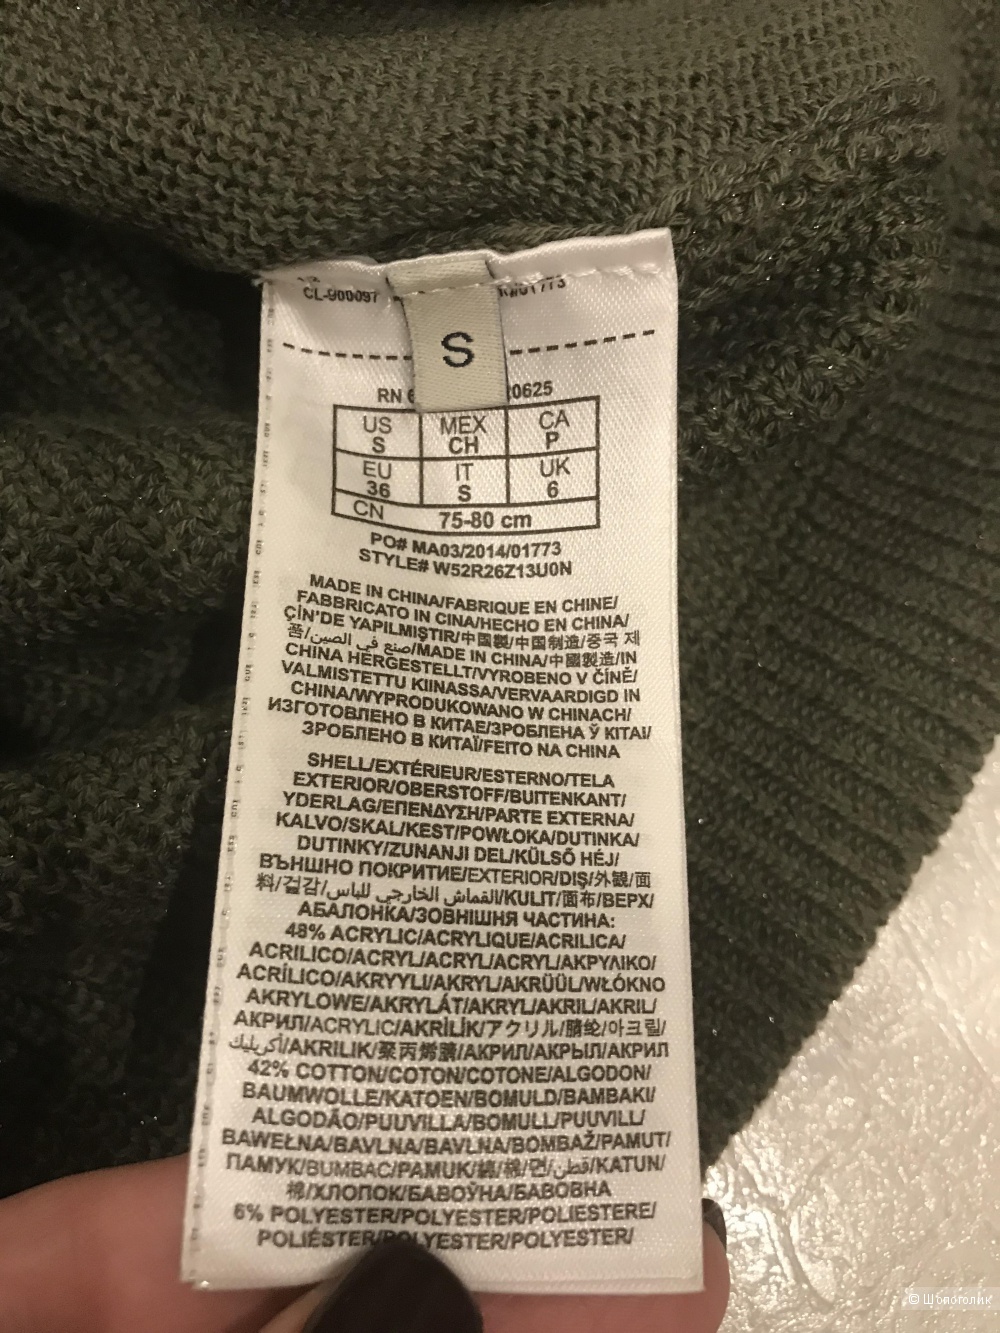 CL-900097
S
RN 6 0625
US MEX CA
S CH P
EU IT UK
36 S 6
CN 75-80 cm
PO# MA03/2014/01773
STYLE# W52R26Z13U0N
MADE IN CHINA/FABRIQUE EN CHINE/
FABBRICATO IN CINA/HECHO EN CHINA/
ÇİN'DE YAPILMIŞTIR/中国製/中国制造/중국 제
품/صنع في الصين/MADE IN CHINA/中國製造/IN
CHINA HERGESTELLT/VYROBENO V ČÍNĚ/
VALMISTETTU KIINASSA/VERVAARDIGD IN
CHINA/WYPRODUKOWANO W CHINACH/
ИЗГОТОВЛЕНО В КИТАЕ/ЗРОБЛЕНА Ў КІТАІ/
ЗРОБЛЕНО В КИТАЇ/FEITO NA CHINA
SHELL/EXTÉRIEUR/ESTERNO/TELA
EXTERIOR/OBERSTOFF/BUITENKANT/
YDERLAG/ΕΠΕΝΔΥΣΗ/PARTE EXTERNA/
KALVO/SKAL/KEST/POWŁOKA/DUTINKA/
DUTINKY/ZUNANJI DEL/KÜLSŐ HÉJ/
ВЪНШНО ПОКРИТИЕ/EXTERIOR/DIŞ/外観/面
料/겉감/القماش الخارجي للباس/KULIT/面布/ВЕРХ/
АБАЛОНКА/ЗОВНІШНЯ ЧАСТИНА:
48% ACRYLIC/ACRYLIQUE/ACRILICA/
ACRILICO/ACRYL/ACRYL/ACRYL/ΑΚΡΥΛΙΚΟ/
ACRÍLICO/AKRYYLI/AKRYL/AKRÜÜL/WŁÓKNO
AKRYLOWE/AKRYLÁT/AKRYL/AKRIL/AKRIL/
АКРИЛ/ACRYLIC/AKRİLİK/アクリル/腈纶/아크릴/
أكريليك/AKRILIK/聚丙烯腈/АКРИЛ/АКРЫЛ/АКРИЛ
42% COTTON/COTON/COTONE/ALGODON/
BAUMWOLLE/KATOEN/BOMULD/ΒΑΜΒΑΚΙ/
ALGODÃO/PUUVILLA/BOMULL/PUUVILL/
BAWEŁNA/BAVLNA/BAVLNA/BOMBAŽ/PAMUT/
ПАМУК/BUMBAC/PAMUK/綿/棉/면/قطن/KATUN/
棉/ХЛОПОК/БАВОЎНА/БАВОВНА
6% POLYESTER/POLYESTER/POLIESTERE/
POLIÉSTER/POLYESTER/POLYESTER/
© Шопоголик